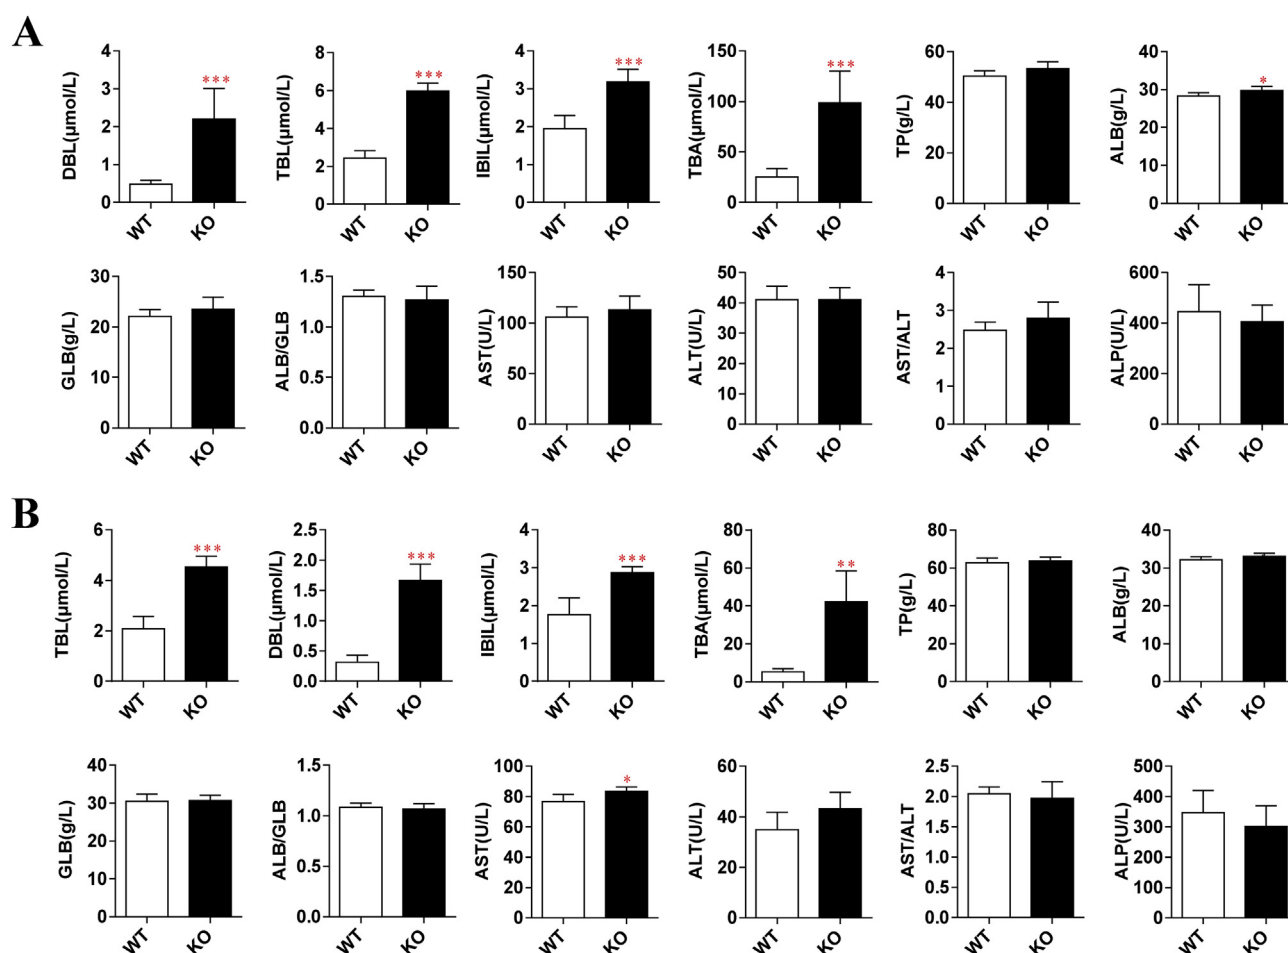 A
DBL(μmol/L)
4
3
2
1
0
***
WT
KO
TBL(μmol/L)
8
6
4
2
0
***
WT
KO
IBIL(μmol/L)
4
3
2
1
0
***
WT
KO
TBA(μmol/L)
150
100
50
0
***
WT
KO
TP(g/L)
60
40
20
0
WT
KO
ALB(g/L)
40
30
20
10
0
*
WT
KO
GLB(g/L)
30
20
10
0
WT
KO
ALB/GLB
1.5
1.0
0.5
0.0
WT
KO
AST(U/L)
150
100
50
0
WT
KO
ALT(U/L)
50
40
30
20
10
0
WT
KO
AST/ALT
4
3
2
1
0
WT
KO
ALP(U/L)
600
400
200
0
WT
KO
B
TBL(μmol/L)
6
4
2
0
***
WT
KO
DBL(μmol/L)
2.5
2.0
1.5
1.0
0.5
0.0
***
WT
KO
IBIL(μmol/L)
4
3
2
1
0
***
WT
KO
TBA(μmol/L)
80
60
40
20
0
**
WT
KO
TP(g/L)
80
60
40
20
0
WT
KO
ALB(g/L)
40
30
20
10
0
WT
KO
GLB(g/L)
40
30
20
10
0
WT
KO
ALB/GLB
1.5
1.0
0.5
0.0
WT
KO
AST(U/L)
100
80
60
40
20
0
*
WT
KO
ALT(U/L)
60
40
20
0
WT
KO
AST/ALT
2.5
2.0
1.5
1.0
0.5
0.0
WT
KO
ALP(U/L)
500
400
300
200
100
0
WT
KO